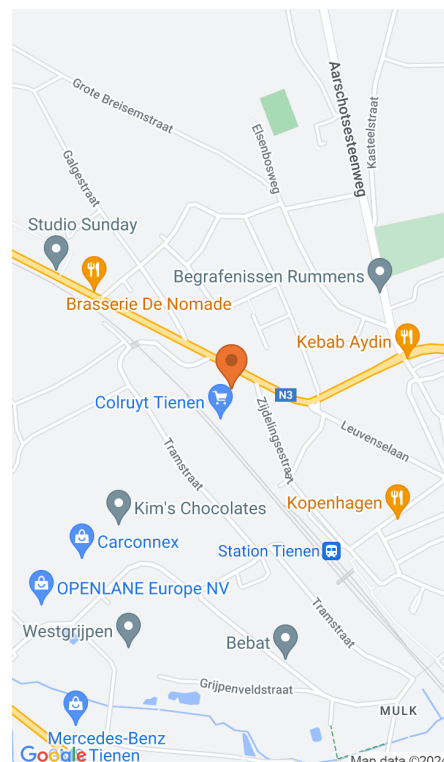 Grote Breisemstraat
Aarschotsesteenweg
Kasteelstraat
Elsenbosweg
Galgestraat
Studio Sunday
Begrafenissen Rummens
Brasserie De Nomade
Kebab Aydin
N3
Colruyt Tienen
Zijdelingsestraat
Leuvenselaan
Tramstraat
Kopenhagen
Kim's Chocolates
Carconnex
Station Tienen
OPENLANE Europe NV
Tramstraat
Westgrijpen
Bebat
Grijpenveldstraat
MULK
Mercedes-Benz
Tienen
Google
Map data ©2024